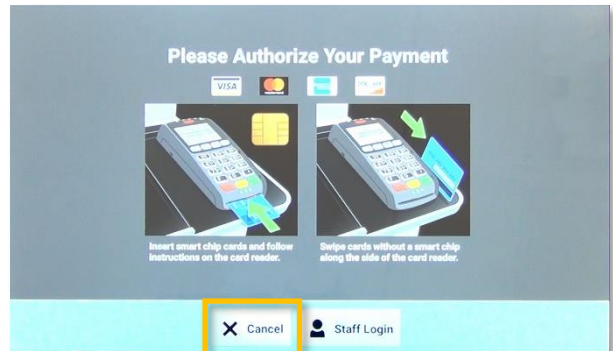 Please Authorize Your Payment
VISA
Insert smart chip cards and follow
instructions on the card reader.
Swipe cards without a smart chip
along the side of the card reader.
Cancel
Staff Login